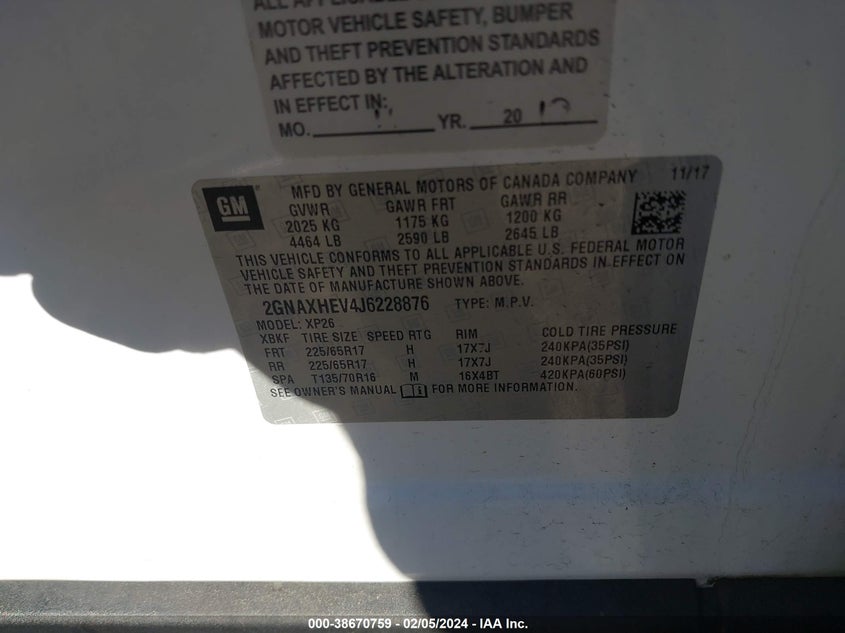 ALL APPLICABLE
MOTOR VEHICLE SAFETY, BUMPER
AND THEFT PREVENTION STANDARDS
AFFECTED BY THE ALTERATION AND
IN EFFECT IN:
MO. YR. 20
GM
MFD BY GENERAL MOTORS OF CANADA COMPANY 11/17
GVWR GAWR FRT GAWR RR
2025 KG 1175 KG 1200 KG
4464 LB 2590 LB 2645 LB
THIS VEHICLE CONFORMS TO ALL APPLICABLE U.S. FEDERAL MOTOR
VEHICLE SAFETY AND THEFT PREVENTION STANDARDS IN EFFECT ON
THE DATE OF MANUFACTURE SHOWN ABOVE.
2GNAXHEV4J6228876 TYPE: M.P.V.
MODEL: XP26
XBKF TIRE SIZE SPEED RTG RIM COLD TIRE PRESSURE
FRT 225/65R17 H 17X7J 240KPA(35PSI)
RR 225/65R17 H 17X7J 240KPA(35PSI)
SPA T135/70R16 M 16X4BT 420KPA(60PSI)
SEE OWNER'S MANUAL FOR MORE INFORMATION.
000-38670759 - 02/05/2024 - IAA Inc.